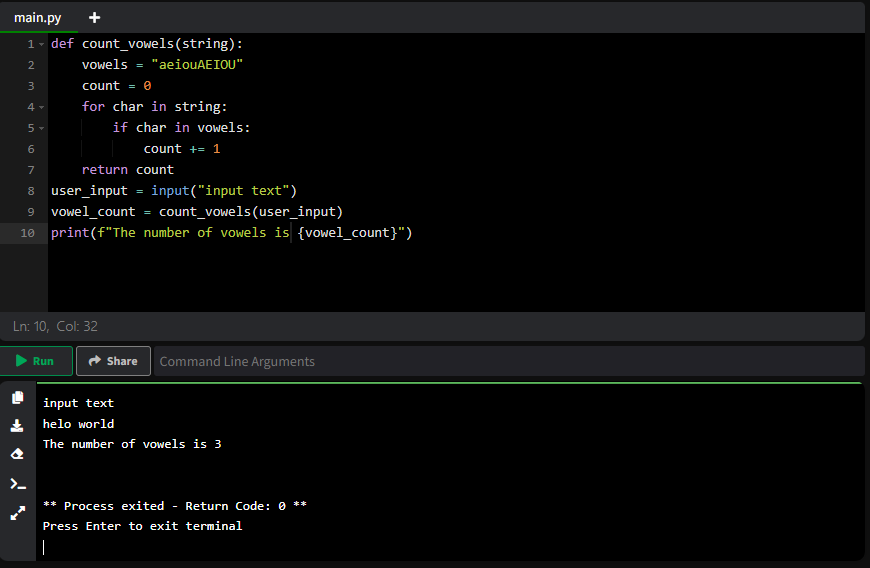 main.py +
1 def count_vowels(string):
2     vowels = "aeiouAEIOU"
3     count = 0
4     for char in string:
5         if char in vowels:
6             count += 1
7     return count
8 user_input = input("input text")
9 vowel_count = count_vowels(user_input)
10 print(f"The number of vowels is {vowel_count}")
Ln: 10, Col: 32
Run Share Command Line Arguments
input text
helo world
The number of vowels is 3
** Process exited - Return Code: 0 **
Press Enter to exit terminal